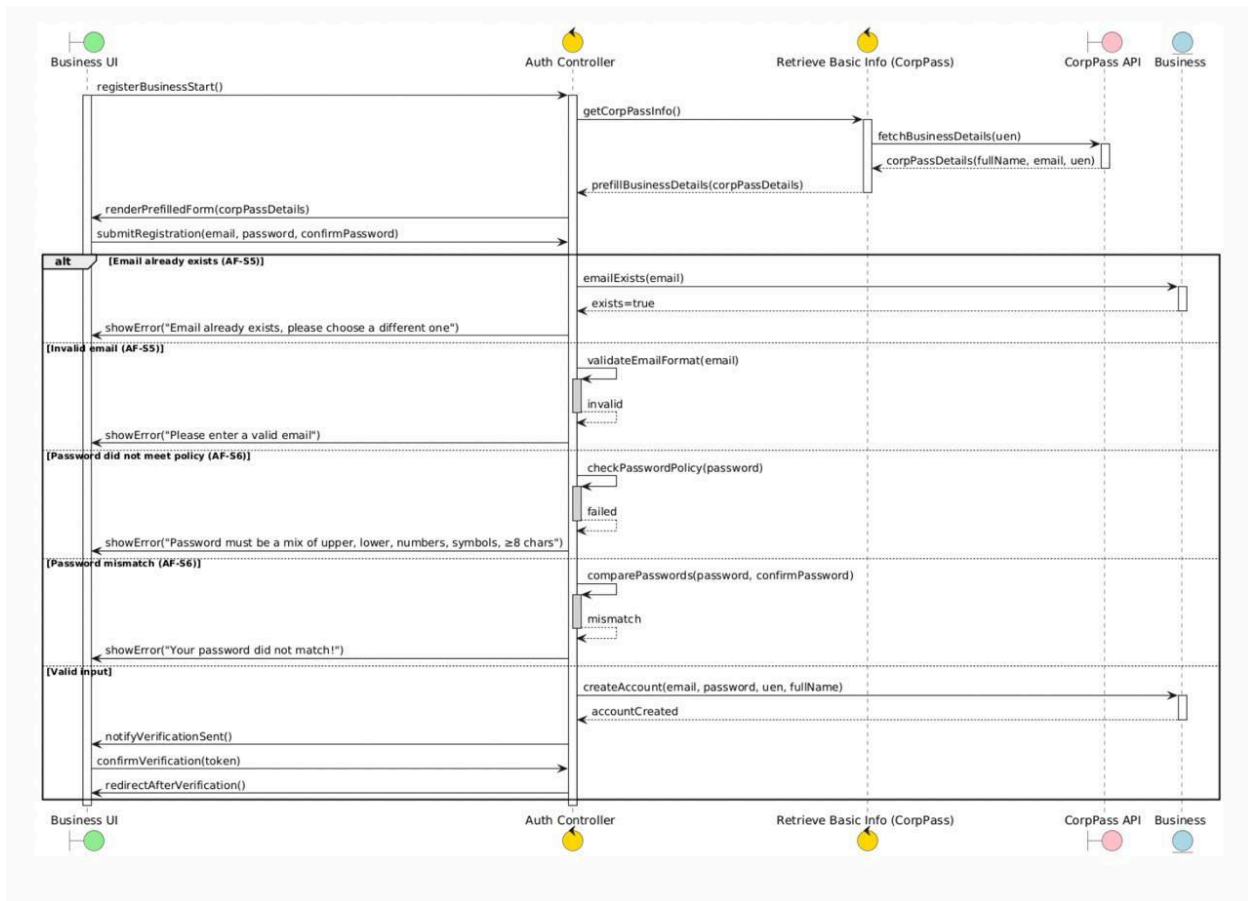 Business UI
Auth Controller
Retrieve Basic Info (CorpPass)
CorpPass API
Business
registerBusinessStart()
getCorpPassInfo()
fetchBusinessDetails(uen)
corpPassDetails(fullName, email, uen)
prefillBusinessDetails(corpPassDetails)
renderPrefilledForm(corpPassDetails)
submitRegistration(email, password, confirmPassword)
alt
[Email already exists (AF-S5)]
emailExists(email)
exists=true
showError("Email already exists, please choose a different one")
[Invalid email (AF-S5)]
validateEmailFormat(email)
invalid
showError("Please enter a valid email")
[Password did not meet policy (AF-S6)]
checkPasswordPolicy(password)
failed
showError("Password must be a mix of upper, lower, numbers, symbols, ≥8 chars")
[Password mismatch (AF-S6)]
comparePasswords(password, confirmPassword)
mismatch
showError("Your password did not match!")
[Valid input]
createAccount(email, password, uen, fullName)
accountCreated
notifyVerificationSent()
confirmVerification(token)
redirectAfterVerification()
Business UI
Auth Controller
Retrieve Basic Info (CorpPass)
CorpPass API
Business